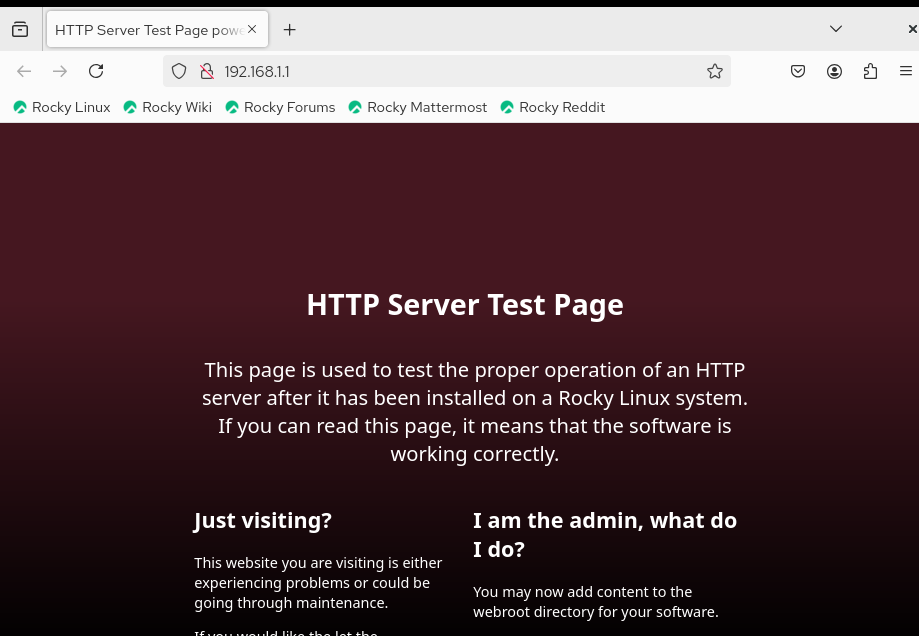 HTTP Server Test Page pow
192.168.1.1
Rocky Linux Rocky Wiki Rocky Forums Rocky Mattermost Rocky Reddit
HTTP Server Test Page
This page is used to test the proper operation of an HTTP
server after it has been installed on a Rocky Linux system.
If you can read this page, it means that the software is
working correctly.
Just visiting?
This website you are visiting is either
experiencing problems or could be
going through maintenance.
If you would like the let the
I am the admin, what do
I do?
You may now add content to the
webroot directory for your software.